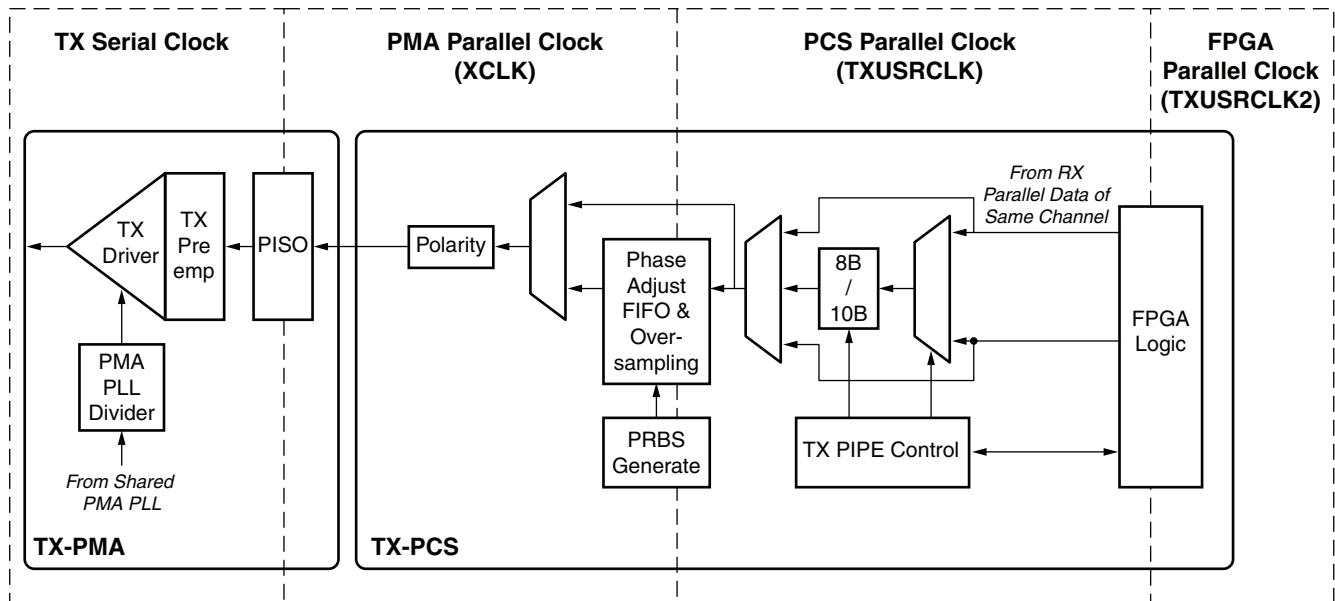 TX Serial Clock
PMA Parallel Clock
(XCLK)
PCS Parallel Clock
(TXUSRCLK)
FPGA
Parallel Clock
(TXUSRCLK2)
From RX
Parallel Data of
Same Channel
TX
Driver
TX
Pre
emp
PISO
Polarity
Phase
Adjust
FIFO &
Over-
sampling
8B
/
10B
FPGA
Logic
PMA
PLL
Divider
PRBS
Generate
TX PIPE Control
From Shared
PMA PLL
TX-PMA
TX-PCS